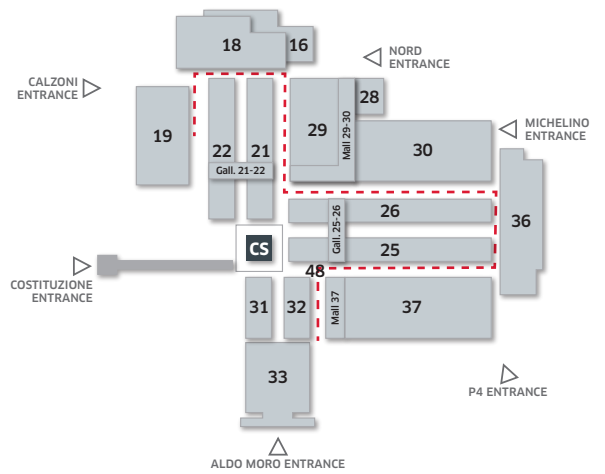 18
16
NORD
ENTRANCE
CALZONI
ENTRANCE
28
MICHELINO
ENTRANCE
19
22
21
29
Mall 29-30
30
Gall. 21-22
26
Gall. 25-26
36
CS
25
48
COSTITUZIONE
ENTRANCE
31
32
Mall 37
37
33
P4 ENTRANCE
ALDO MORO ENTRANCE